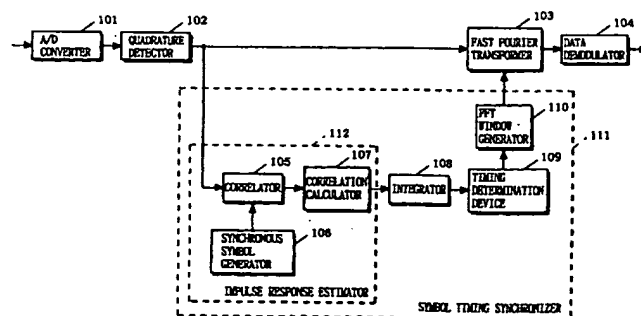 101
A/D
CONVERTER
102
QUADRATURE
DETECTOR
103
FAST FOURIER
TRANSFORMER
104
DATA
DEMODULATOR
110
FFT
WINDOW
GENERATOR
111
112
105
CORRELATOR
107
CORRELATION
CALCULATOR
108
INTEGRATOR
109
TIMING
DETERMINATION
DEVICE
106
SYNCHRONOUS
SYMBOL
GENERATOR
IMPULSE RESPONSE ESTIMATOR
SYMBOL TIMING SYNCHRONIZER